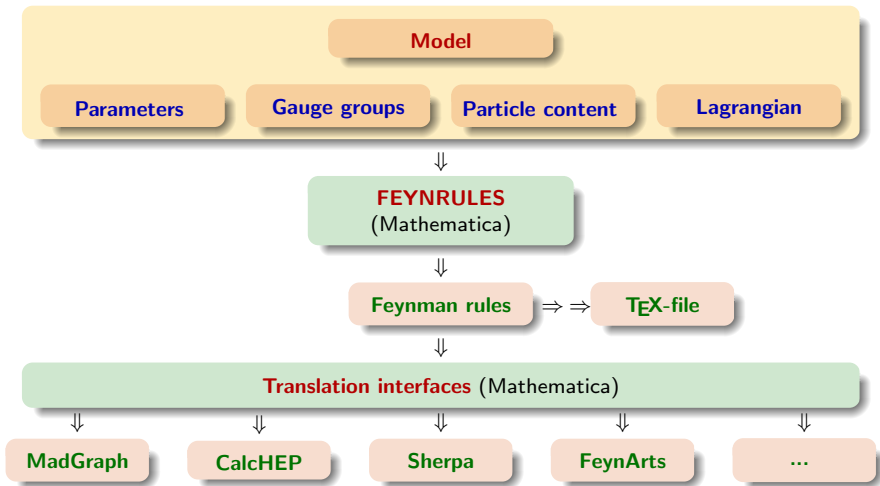 Model
Parameters
Gauge groups
Particle content
Lagrangian
⇓
FEYNRULES
(Mathematica)
⇓
Feynman rules ⇒ ⇒ TEX-file
⇓
Translation interfaces (Mathematica)
⇓ ⇓ ⇓ ⇓ ⇓
MadGraph
CalcHEP
Sherpa
FeynArts
...